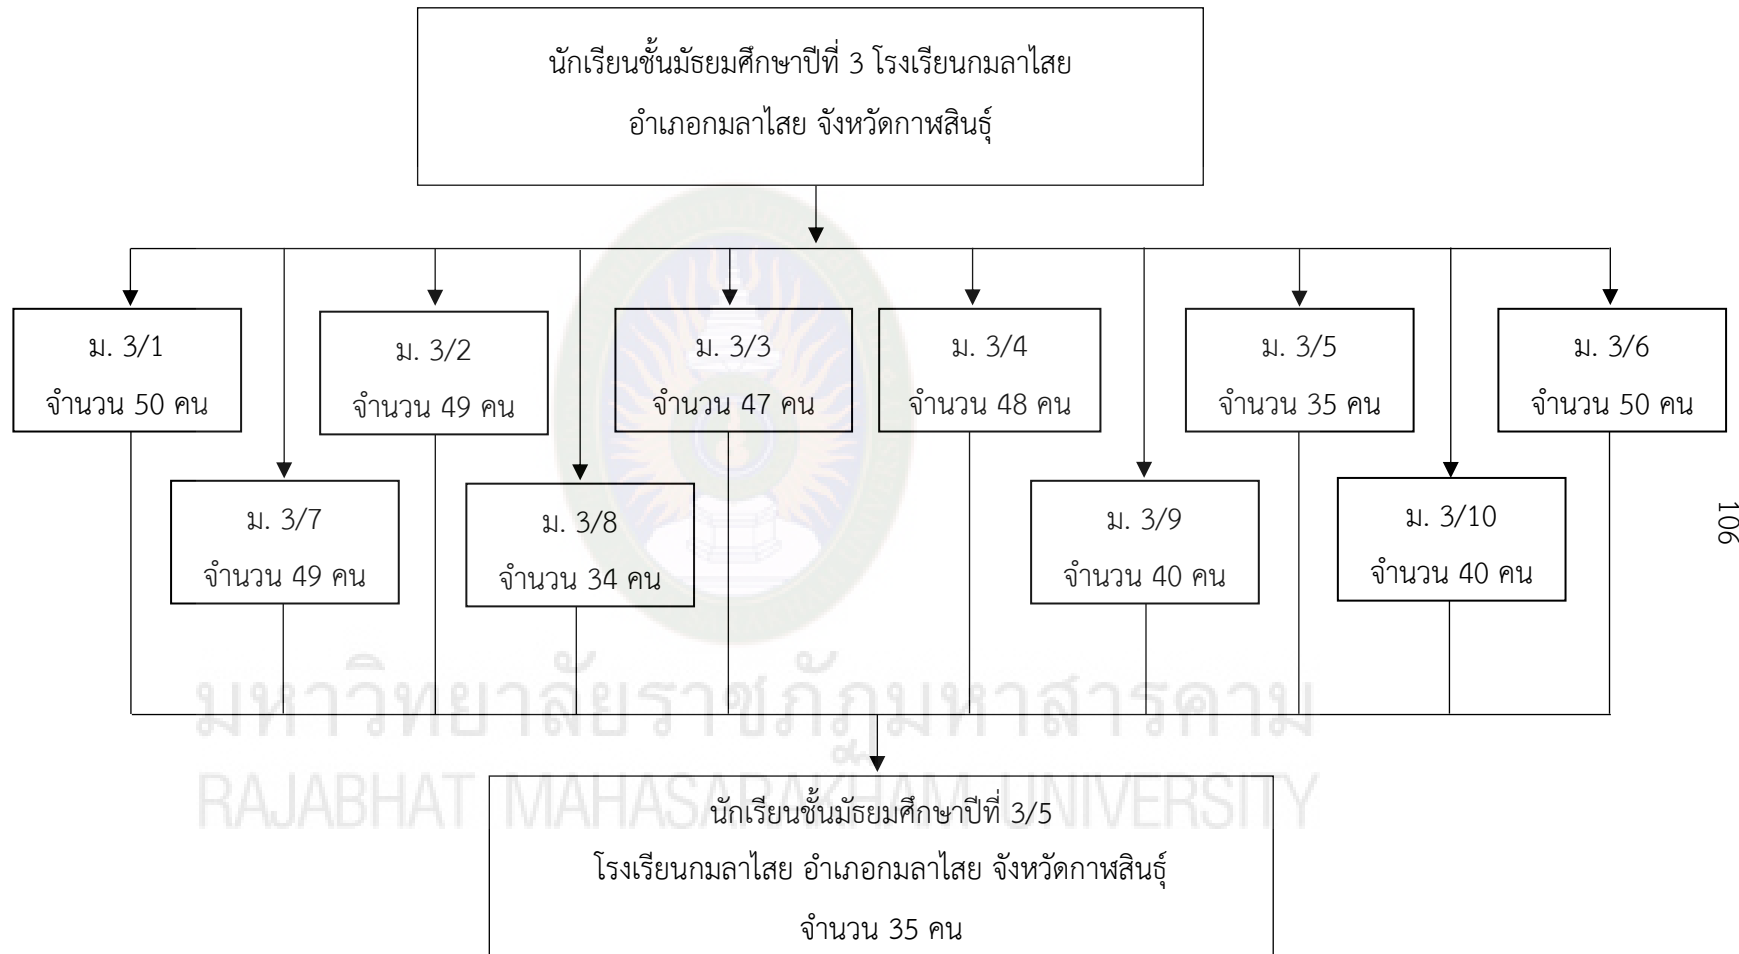 นักเรียนชั้นมัธยมศึกษาปีที่ 3 โรงเรียนกมลาไสย
อำเภอกมลาไสย จังหวัดกาฬสินธุ์
ม. 3/1
จำนวน 50 คน
ม. 3/2
จำนวน 49 คน
ม. 3/3
จำนวน 47 คน
ม. 3/4
จำนวน 48 คน
ม. 3/5
จำนวน 35 คน
ม. 3/6
จำนวน 50 คน
ม. 3/7
จำนวน 49 คน
ม. 3/8
จำนวน 34 คน
ม. 3/9
จำนวน 40 คน
ม. 3/10
จำนวน 40 คน
106
มหาวิทยาลัยราชภัฏมหาสารคาม
RAJABHAT MAHASARAKHAM UNIVERSITY
นักเรียนชั้นมัธยมศึกษาปีที่ 3/5
โรงเรียนกมลาไสย อำเภอกมลาไสย จังหวัดกาฬสินธุ์
จำนวน 35 คน